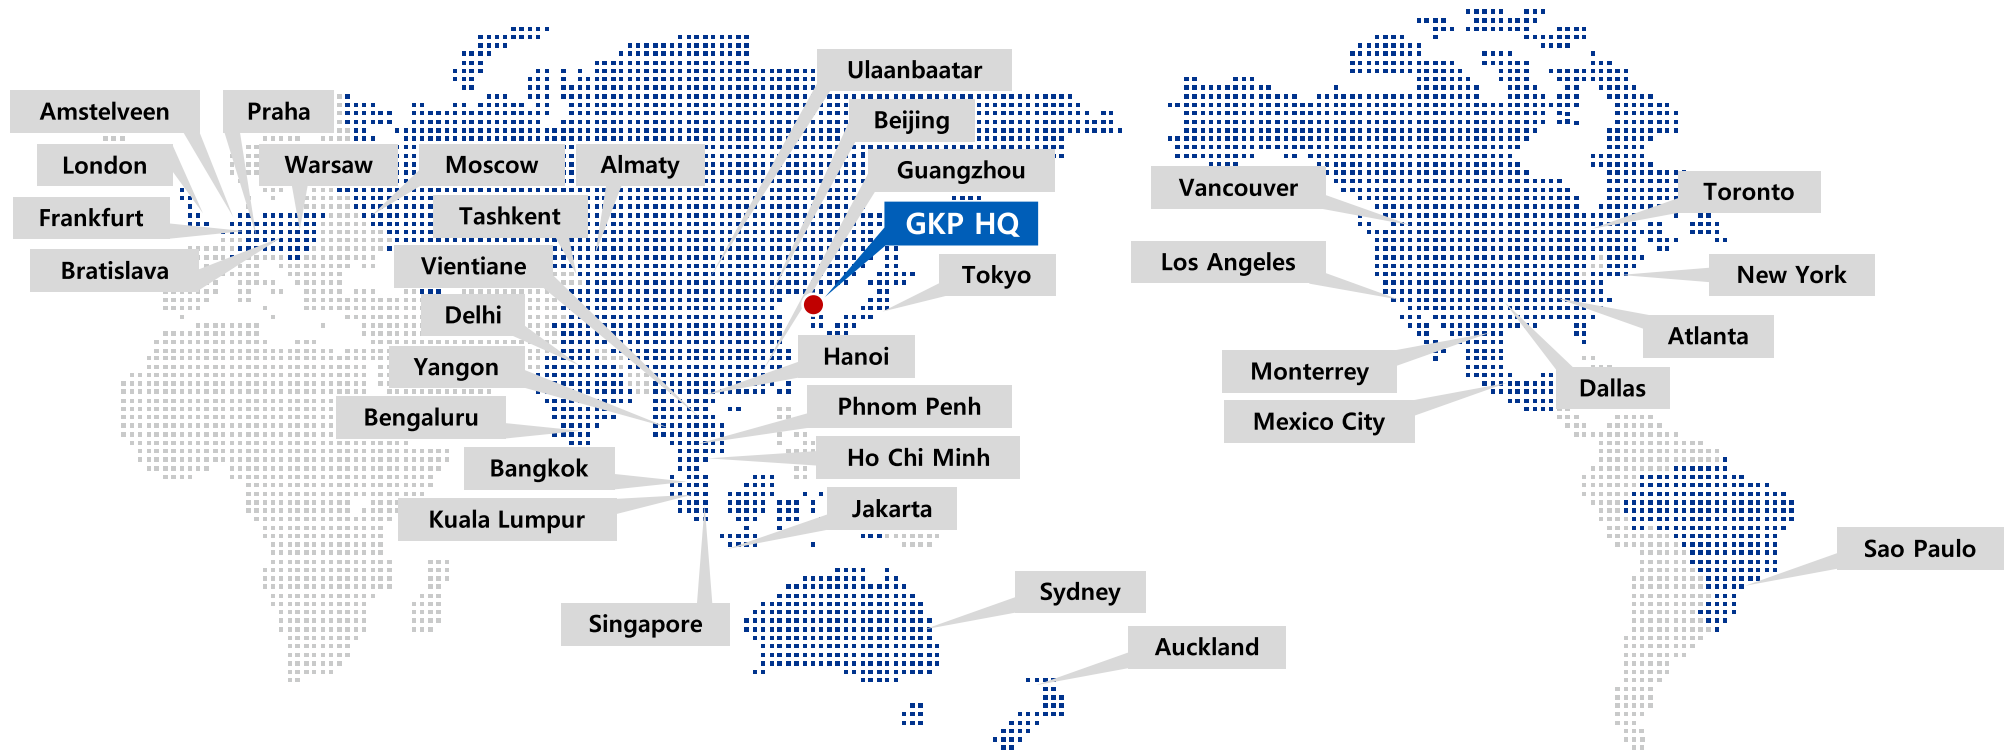 Ulaanbaatar
Amstelveen
Praha
Beijing
London
Warsaw
Moscow
Almaty
Guangzhou
Frankfurt
Tashkent
GKP HQ
Bratislava
Vientiane
Tokyo
Delhi
Yangon
Hanoi
Bengaluru
Phnom Penh
Bangkok
Ho Chi Minh
Kuala Lumpur
Jakarta
Singapore
Sydney
Auckland
Vancouver
Toronto
Los Angeles
New York
Atlanta
Monterrey
Dallas
Mexico City
Sao Paulo